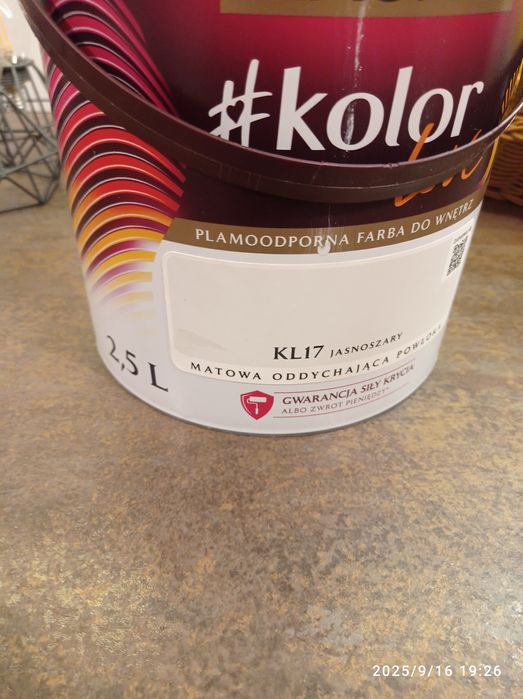 #kolor
love
PLAMOODPORNA FARBA DO WNĘTRZ
KL17 JASNOSZARY
MATOWA ODDYCHAJĄCA POWŁOKA
2,5 L
GWARANCJA SIŁY KRYCIA
ALBO ZWROT PIENIĘDZY*
2025/9/16 19:26